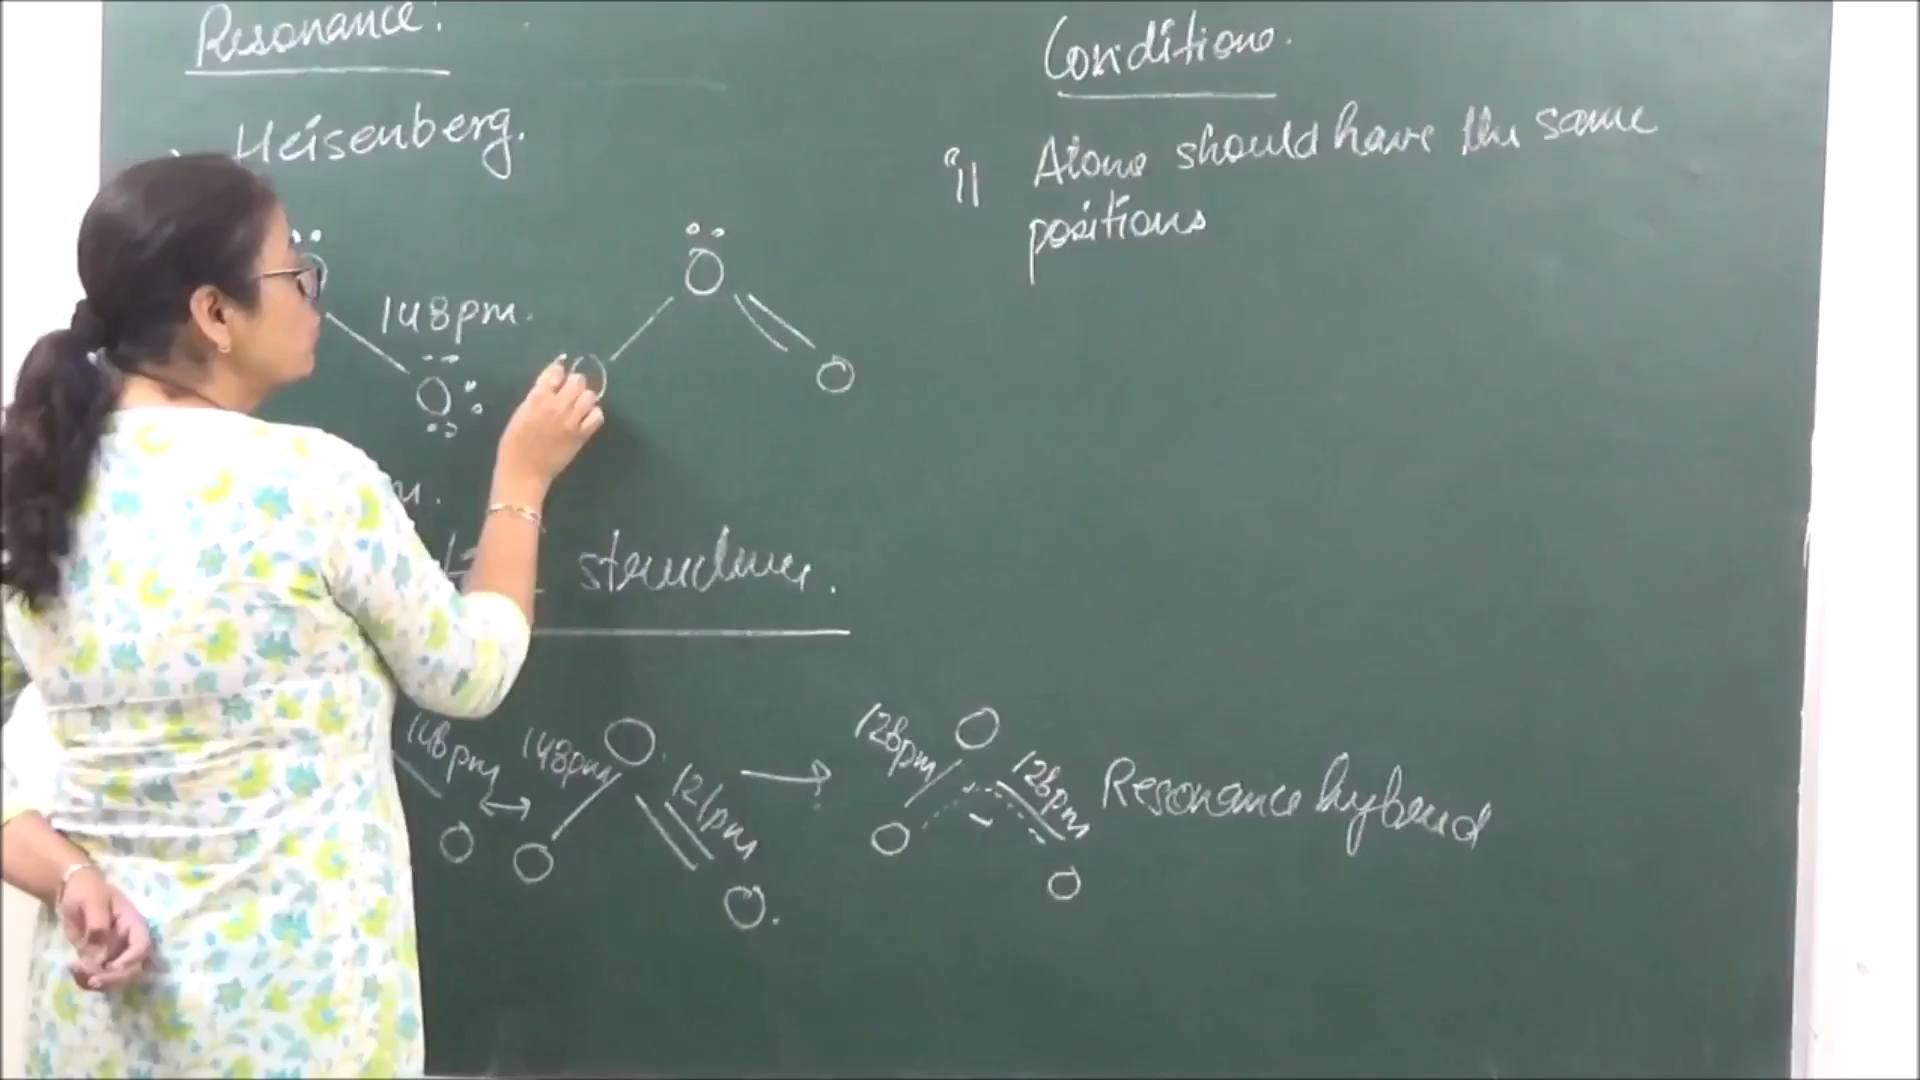 Resonance:
Heisenberg.
148pm.
O
O
O
O
structure.
148pm
148pm
121pm
O
O
O
O.
128pm
128pm
O
O
O
Resonance hybrid
Conditions.
i) Atoms should have the same
positions